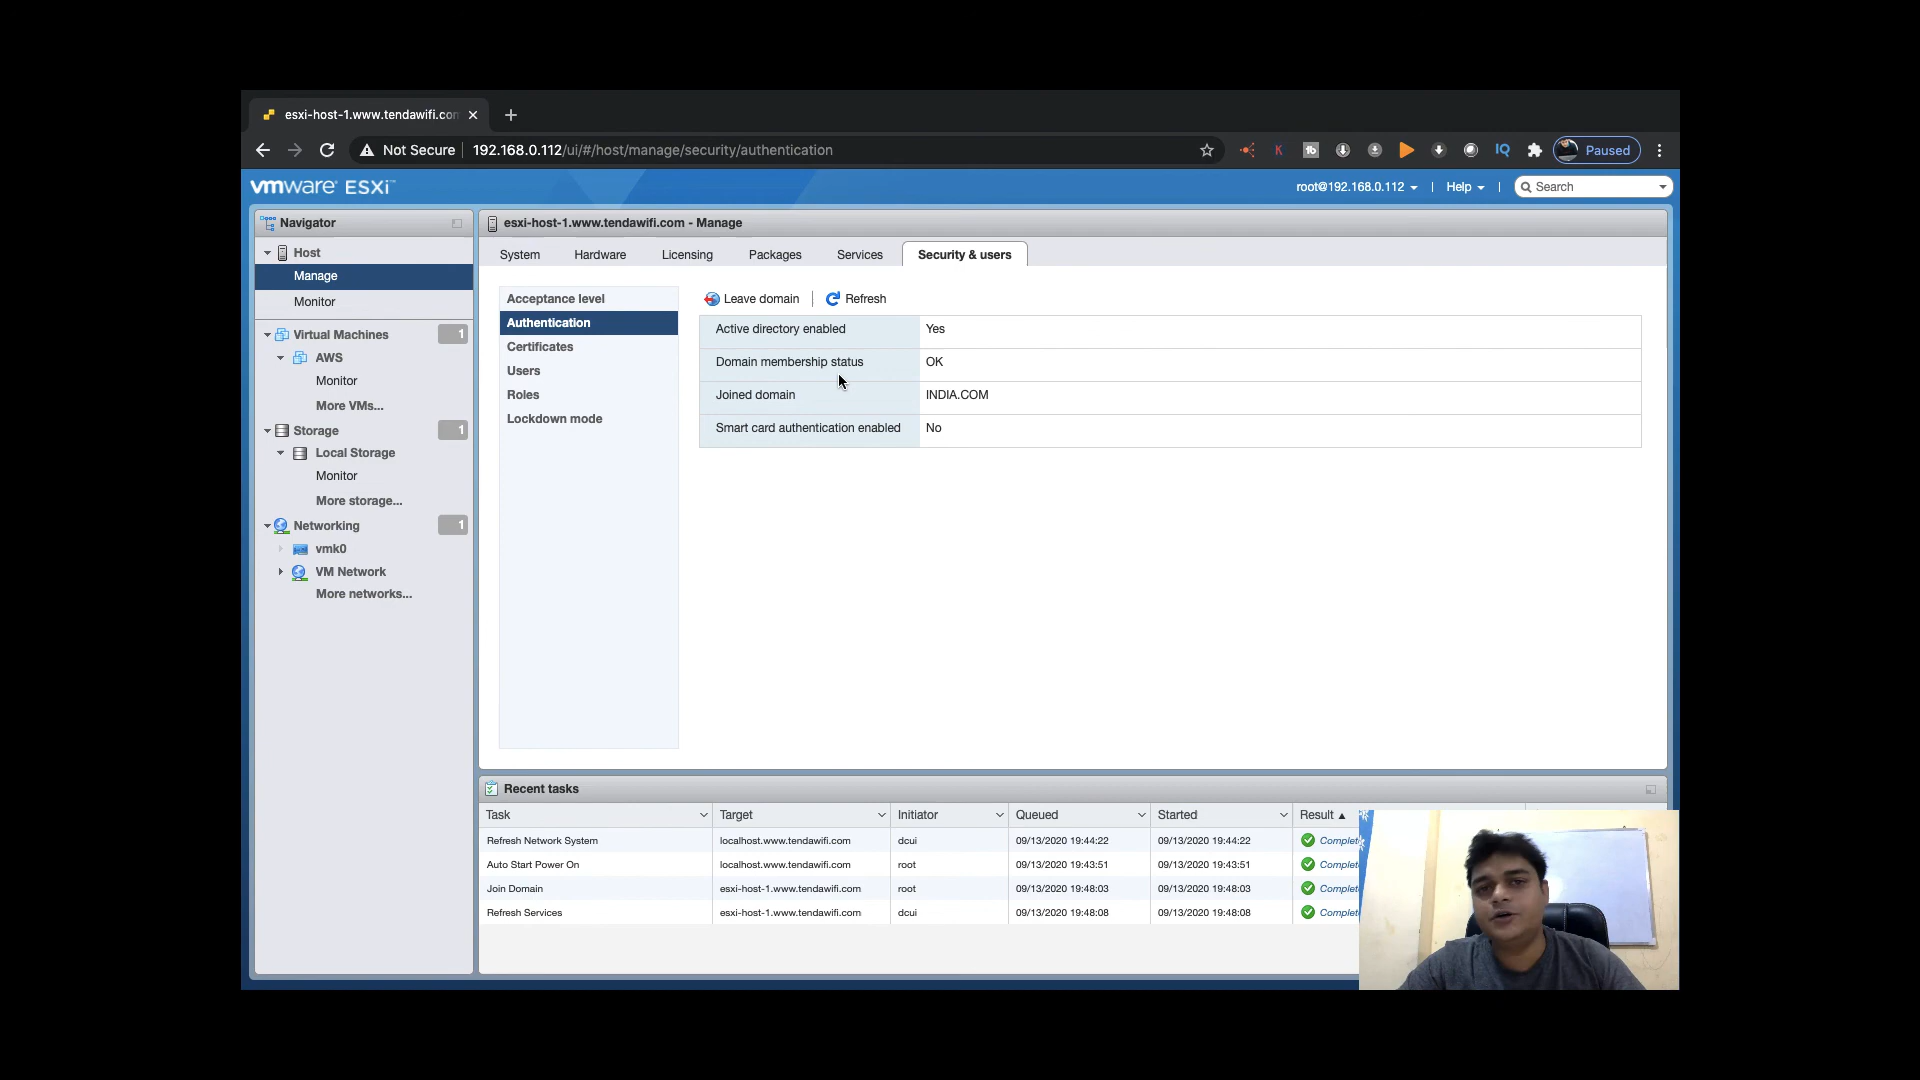 esxi-host-1.www.tendawifi.con
Not Secure 192.168.0.112/ui/#/host/manage/security/authentication
Paused
vmware ESXi™
root@192.168.0.112 Help Search
Navigator
Host
Manage
Monitor
Virtual Machines 1
AWS
Monitor
More VMs...
Storage 1
Local Storage
Monitor
More storage...
Networking 1
vmk0
VM Network
More networks...
esxi-host-1.www.tendawifi.com - Manage
System Hardware Licensing Packages Services Security & users
Acceptance level
Authentication
Certificates
Users
Roles
Lockdown mode
Leave domain Refresh
Active directory enabled Yes
Domain membership status OK
Joined domain INDIA.COM
Smart card authentication enabled No
Recent tasks
Task Target Initiator Queued Started Result
Refresh Network System localhost.www.tendawifi.com dcui 09/13/2020 19:44:22 09/13/2020 19:44:22 Complet
Auto Start Power On localhost.www.tendawifi.com root 09/13/2020 19:43:51 09/13/2020 19:43:51 Complet
Join Domain esxi-host-1.www.tendawifi.com root 09/13/2020 19:48:03 09/13/2020 19:48:03 Complet
Refresh Services esxi-host-1.www.tendawifi.com dcui 09/13/2020 19:48:08 09/13/2020 19:48:08 Complet